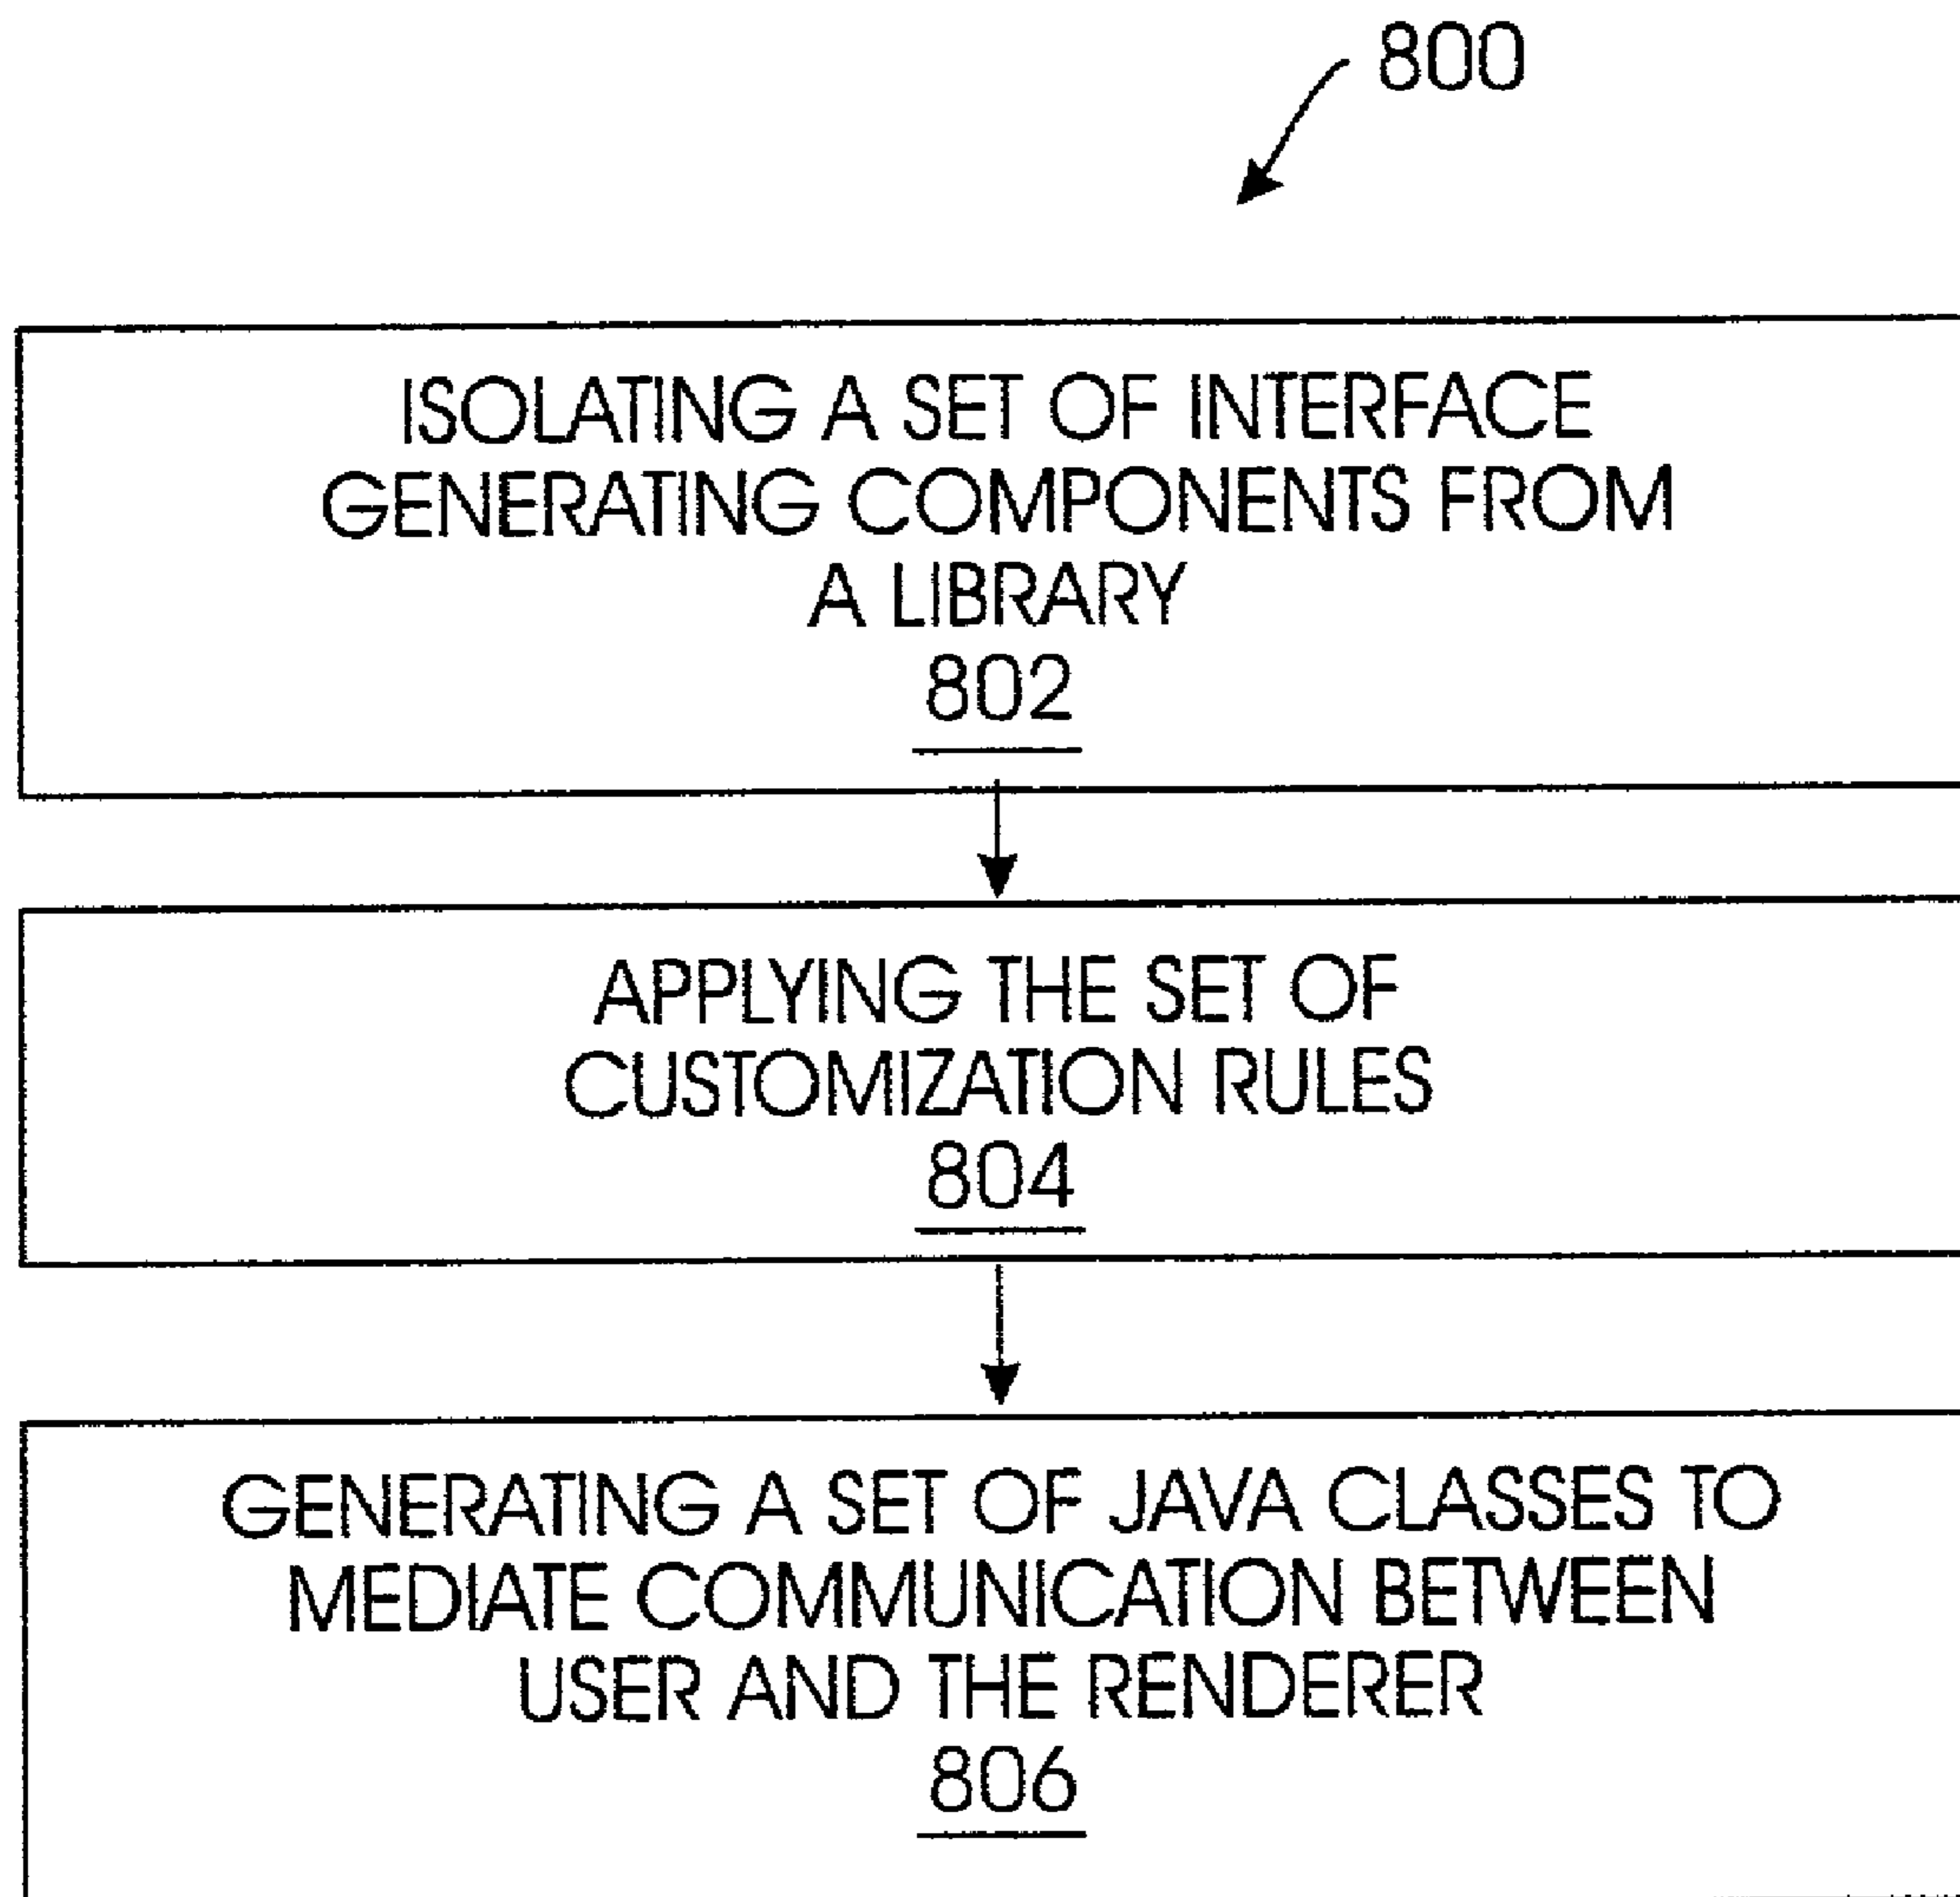 800
ISOLATING A SET OF INTERFACE
GENERATING COMPONENTS FROM
A LIBRARY
802
APPLYING THE SET OF
CUSTOMIZATION RULES
804
GENERATING A SET OF JAVA CLASSES TO
MEDIATE COMMUNICATION BETWEEN
USER AND THE RENDERER
806